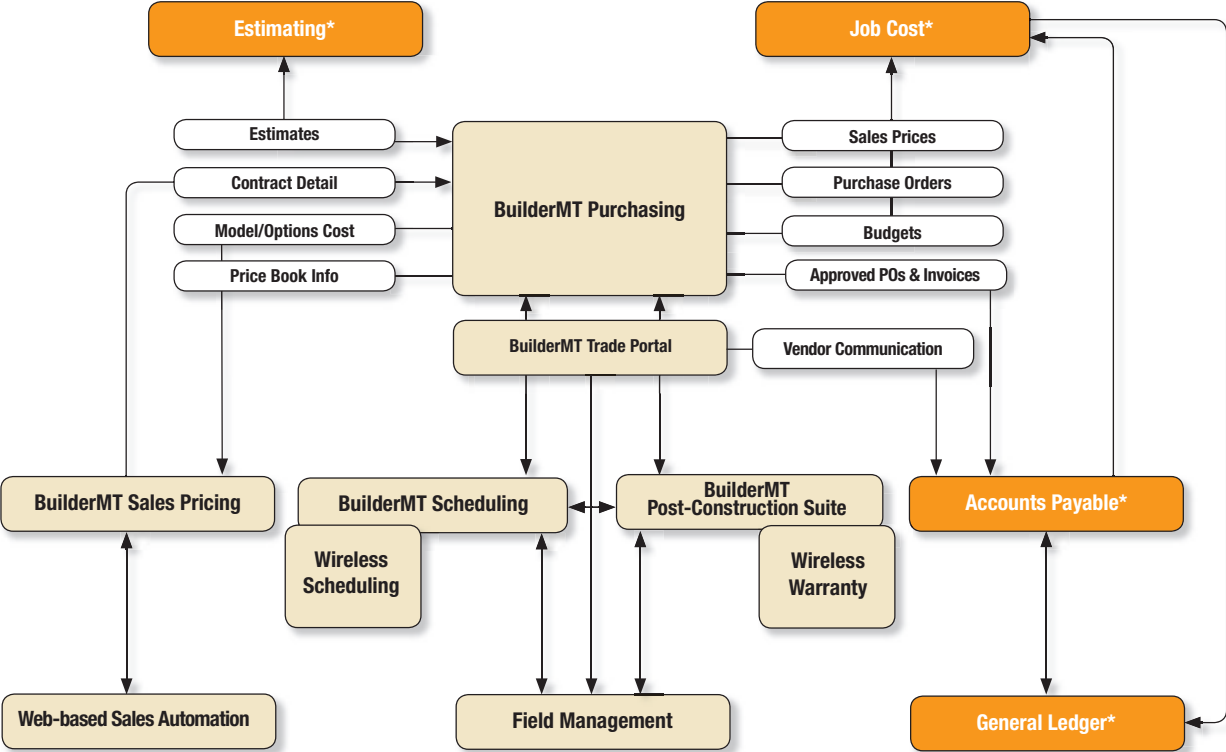 Estimating*
Job Cost*
Estimates
Contract Detail
Model/Options Cost
Price Book Info
BuilderMT Purchasing
Sales Prices
Purchase Orders
Budgets
Approved POs & Invoices
BuilderMT Trade Portal
Vendor Communication
BuilderMT Sales Pricing
BuilderMT Scheduling
BuilderMT
Post-Construction Suite
Accounts Payable*
Wireless
Scheduling
Wireless
Warranty
Web-based Sales Automation
Field Management
General Ledger*